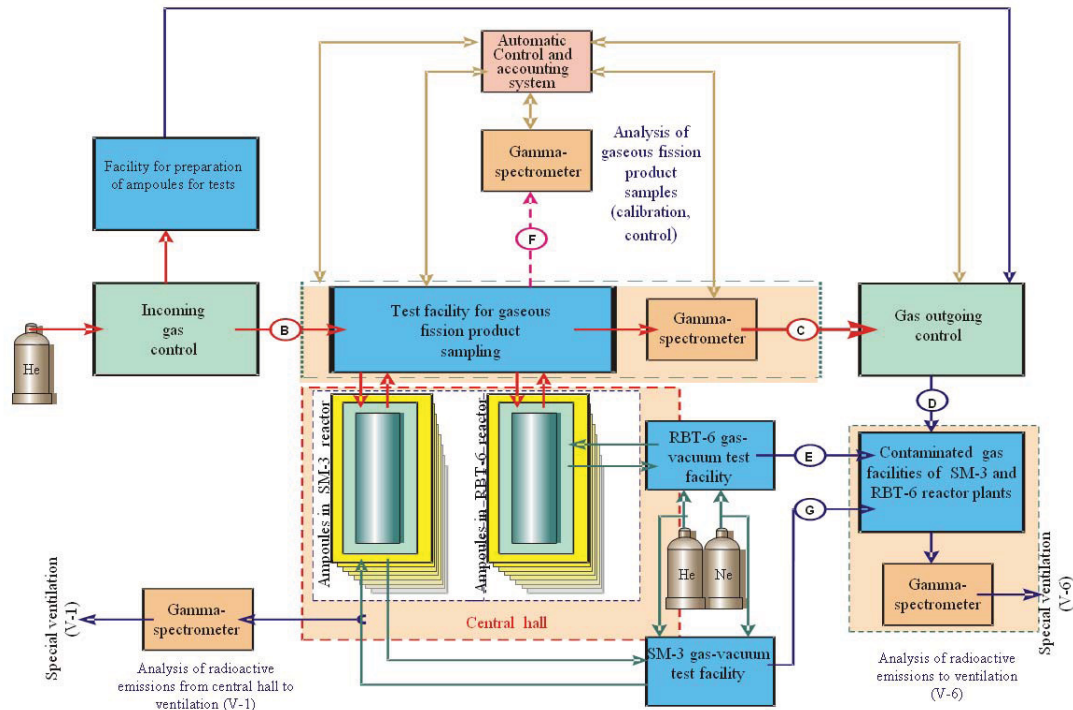 Automatic
Control and
accounting
system
Facility for preparation
of ampoules for tests
Gamma-
spectrometer
Analysis of
gaseous fission
product
samples
(calibration,
control)
F
He
Incoming
gas
control
B
Test facility for gaseous
fission product
sampling
Gamma-
spectrometer
C
Gas outgoing
control
D
Ampoules in SM-3 reactor
Ampoules in RBT-6 reactor
RBT-6 gas-
vacuum test
facility
E
Contaminated gas
facilities of SM-3 and
RBT-6 reactor plants
G
He
Ne
Gamma-
spectrometer
Special ventilation
(V-6)
Special ventilation
(V-1)
Gamma-
spectrometer
Central hall
SM-3 gas-vacuum
test facility
Analysis of radioactive
emissions from central hall to
ventilation (V-1)
Analysis of radioactive
emissions to ventilation
(V-6)